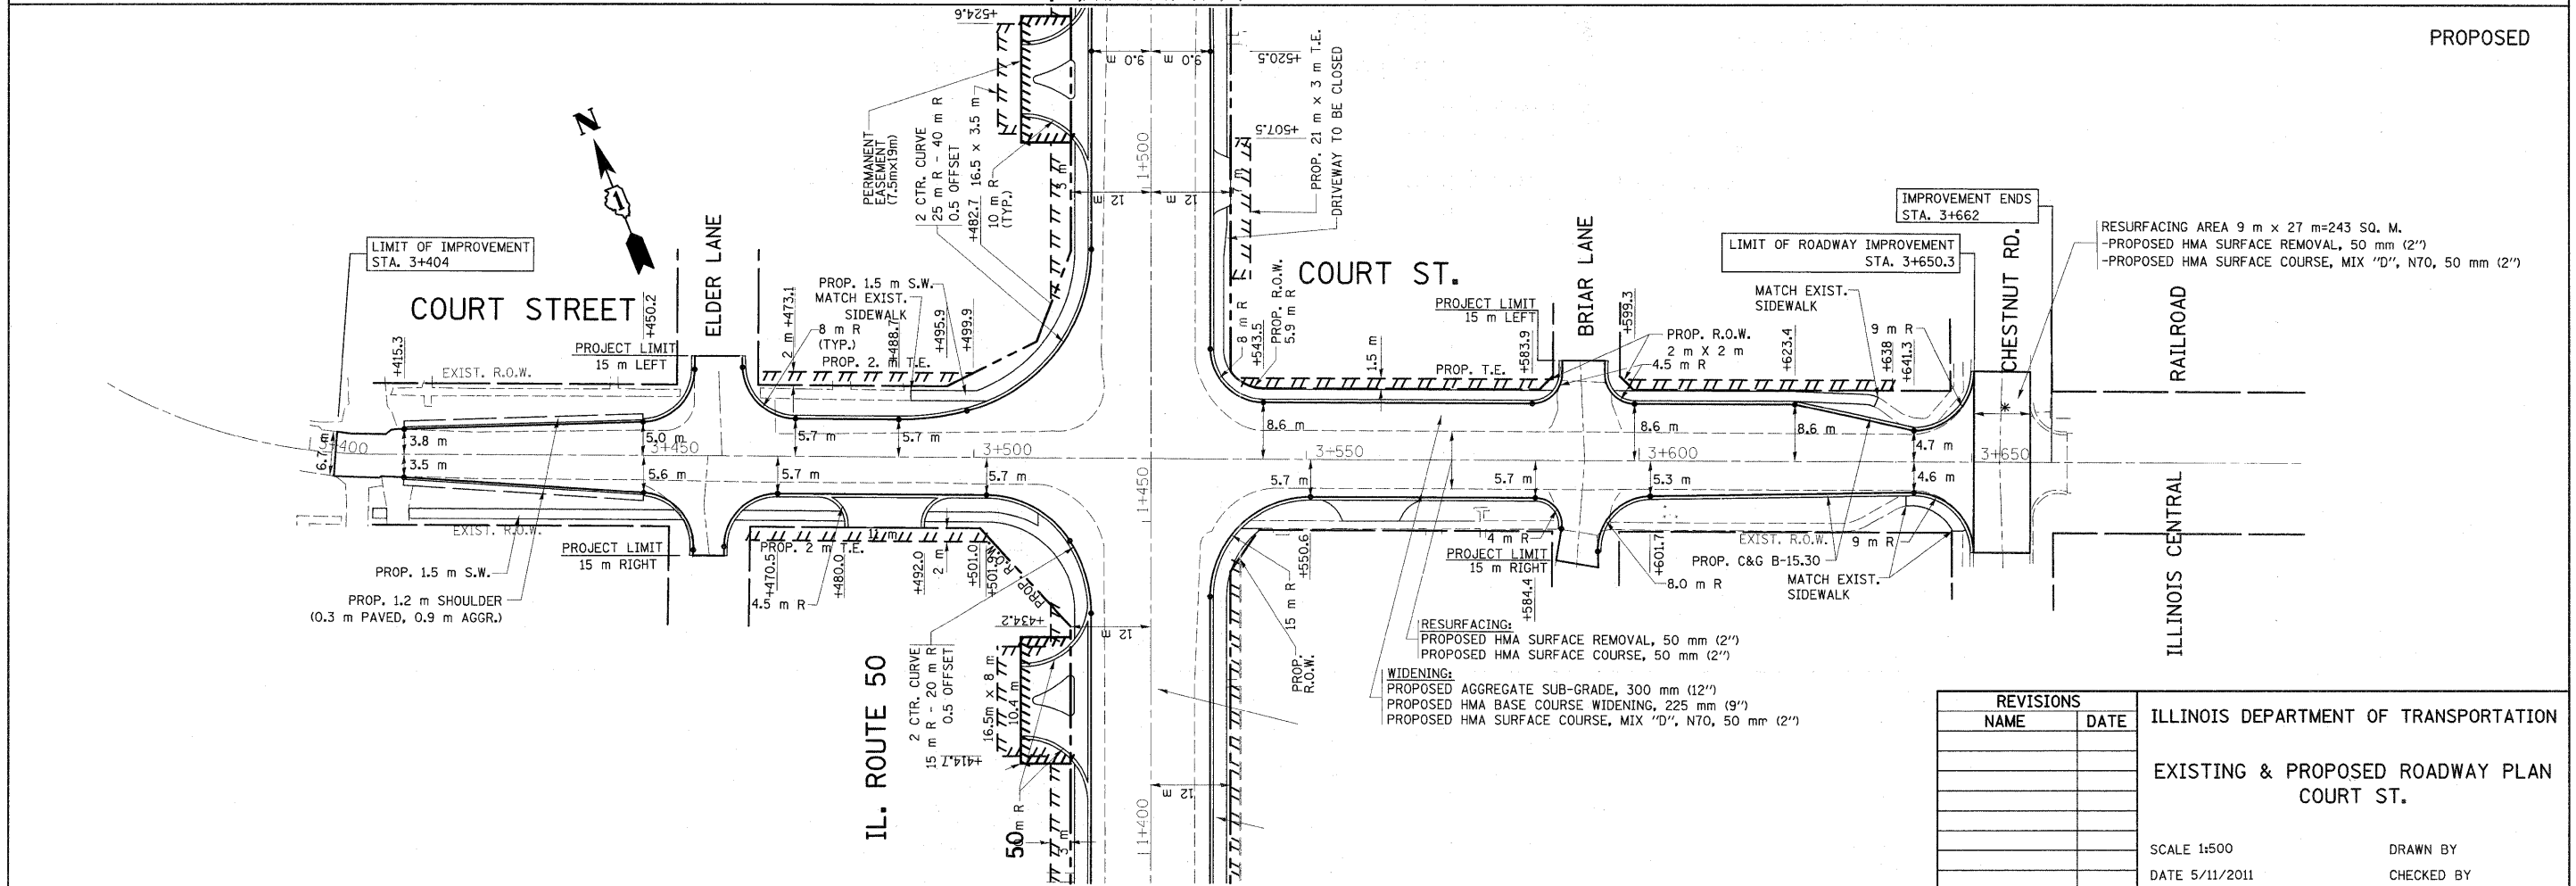 PROPOSED
+524.6
9.0 m
9.0 m
+520.5
PROP. 21 m x 3 m T.E.
DRIVEWAY TO BE CLOSED
+507.5
PERMANENT
EASEMENT
(7.5mx19m)
2 CTR. CURVE
25 m R - 40 m R
0.5 OFFSET
+482.7
16.5 x 3.5 m
10 m R
(TYP.)
3 m
12 m
12 m
1+500
N
LIMIT OF IMPROVEMENT
STA. 3+404
COURT STREET
ELDER LANE
COURT ST.
BRIAR LANE
IMPROVEMENT ENDS
STA. 3+662
LIMIT OF ROADWAY IMPROVEMENT
STA. 3+650.3
CHESTNUT RD.
RESURFACING AREA 9 m x 27 m=243 SQ. M.
-PROPOSED HMA SURFACE REMOVAL, 50 mm (2")
-PROPOSED HMA SURFACE COURSE, MIX "D", N70, 50 mm (2")
ILLINOIS CENTRAL RAILROAD
+415.3
+450.2
PROJECT LIMIT
15 m LEFT
EXIST. R.O.W.
PROP. 1.5 m S.W.
MATCH EXIST.
SIDEWALK
8 m R
(TYP.)
2 m
+473.1
+488.7
+495.9
+499.9
PROP. 2. m T.E.
8 m R
+543.5
PROP. R.O.W.
5.9 m R
1.5 m
PROP. T.E.
PROJECT LIMIT
15 m LEFT
+583.9
+599.3
PROP. R.O.W.
2 m X 2 m
4.5 m R
MATCH EXIST.
SIDEWALK
+623.4
9 m R
+638
+641.3
*
6.7 m
3+400
3.8 m
3.5 m
5.0 m
3+450
5.6 m
5.7 m
5.7 m
5.7 m
3+500
5.7 m
1+450
8.6 m
3+550
5.7 m
5.7 m
8.6 m
3+600
5.3 m
8.6 m
4.7 m
4.6 m
3+650
EXIST. R.O.W.
PROP. 1.5 m S.W.
PROP. 1.2 m SHOULDER
(0.3 m PAVED, 0.9 m AGGR.)
PROJECT LIMIT
15 m RIGHT
PROP. 2 m T.E.
11 m
+470.5
4.5 m R
+480.0
+492.0
2 m
+501.0
+501.9
PROP. R.O.W.
+434.2
12 m
+550.6
15 m R
PROP.
R.O.W.
4 m R
PROJECT LIMIT
15 m RIGHT
+584.4
+601.7
8.0 m R
EXIST. R.O.W.
PROP. C&G B-15.30
9 m R
MATCH EXIST.
SIDEWALK
RESURFACING:
PROPOSED HMA SURFACE REMOVAL, 50 mm (2")
PROPOSED HMA SURFACE COURSE, 50 mm (2")
WIDENING:
PROPOSED AGGREGATE SUB-GRADE, 300 mm (12")
PROPOSED HMA BASE COURSE WIDENING, 225 mm (9")
PROPOSED HMA SURFACE COURSE, MIX "D", N70, 50 mm (2")
IL. ROUTE 50
2 CTR. CURVE
15 m R - 20 m R
0.5 OFFSET
+414.7
16.5m x 8 m
10.4 m
50
m R
3 m
12 m
1+400
REVISIONS
NAME
DATE
ILLINOIS DEPARTMENT OF TRANSPORTATION
EXISTING & PROPOSED ROADWAY PLAN
COURT ST.
SCALE 1:500
DRAWN BY
DATE 5/11/2011
CHECKED BY